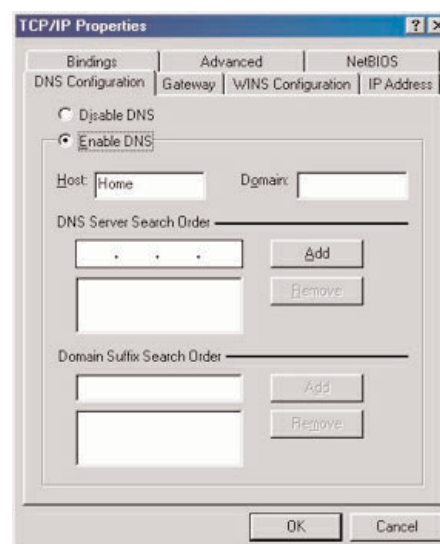 TCP/IP Properties
Bindings Advanced NetBIOS
DNS Configuration Gateway WINS Configuration IP Address
Disable DNS
Enable DNS
Host: Home Domain:
DNS Server Search Order
. . .
Add
Remove
Domain Suffix Search Order
Add
Remove
OK Cancel